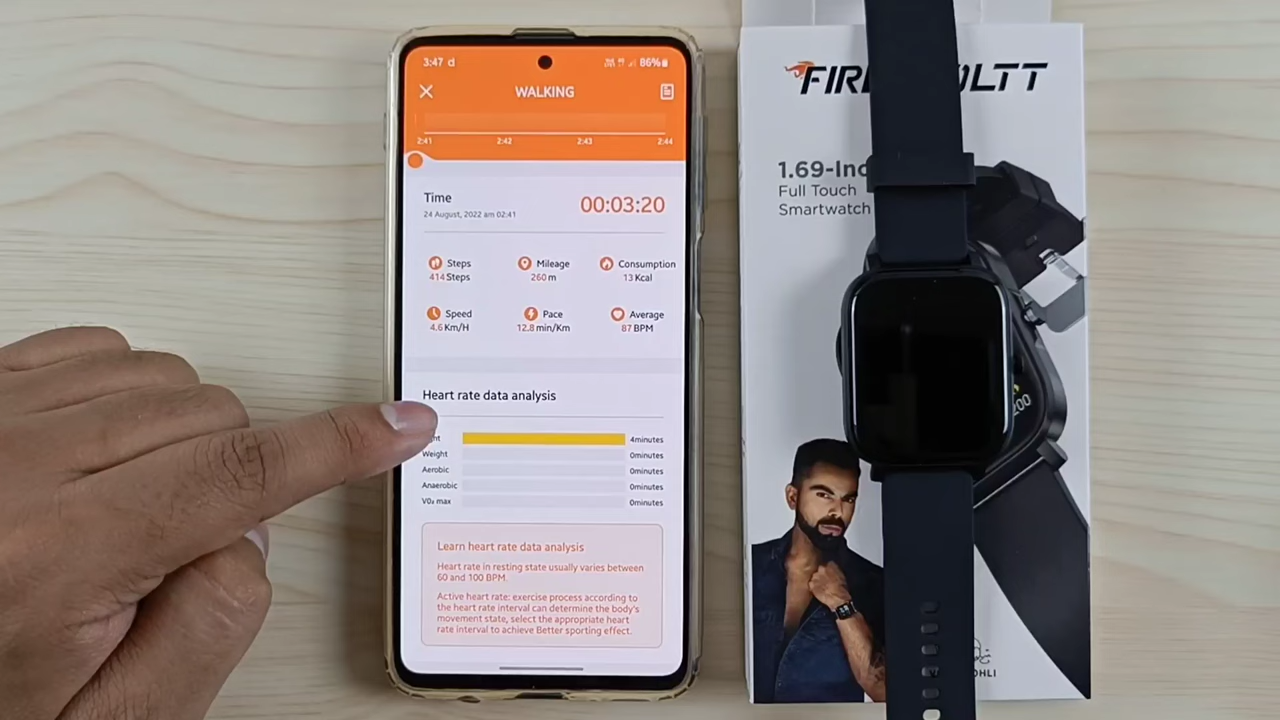 3:47
86%
WALKING
2:41 2:42 2:43 2:44
Time
00:03:20
24 August, 2022 am 02:41
Steps
414 Steps
Mileage
260 m
Consumption
13 Kcal
Speed
4.6 Km/H
Pace
12.8 min/Km
Average
87 BPM
Heart rate data analysis
4minutes
Weight 0minutes
Aerobic 0minutes
Anaerobic 0minutes
VO₂ max 0minutes
Learn heart rate data analysis
Heart rate in resting state usually varies between
60 and 100 BPM.
Active heart rate: exercise process according to
the heart rate interval can determine the body's
movement state, select the appropriate heart
rate interval to achieve Better sporting effect.
1.69-Inc
Full Touch
Smartwatch
200